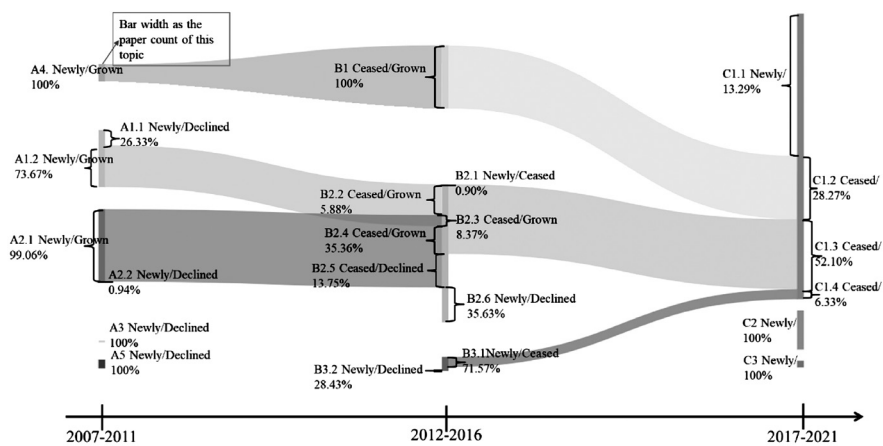 Bar width as the
paper count of this
topic
A4. Newly/Grown
100%
A1.1 Newly/Declined
26.33%
A1.2 Newly/Grown
73.67%
A2.1 Newly/Grown
99.06%
A2.2 Newly/Declined
0.94%
A3 Newly/Declined
100%
A5 Newly/Declined
100%
B1 Ceased/Grown
100%
B2.1 Newly/Ceased
0.90%
B2.2 Ceased/Grown
5.88%
B2.3 Ceased/Grown
8.37%
B2.4 Ceased/Grown
35.36%
B2.5 Ceased/Declined
13.75%
B2.6 Newly/Declined
35.63%
B3.1Newly/Ceased
71.57%
B3.2 Newly/Declined
28.43%
C1.1 Newly/
13.29%
C1.2 Ceased/
28.27%
C1.3 Ceased/
52.10%
C1.4 Ceased/
6.33%
C2 Newly/
100%
C3 Newly/
100%
2007-2011
2012-2016
2017-2021